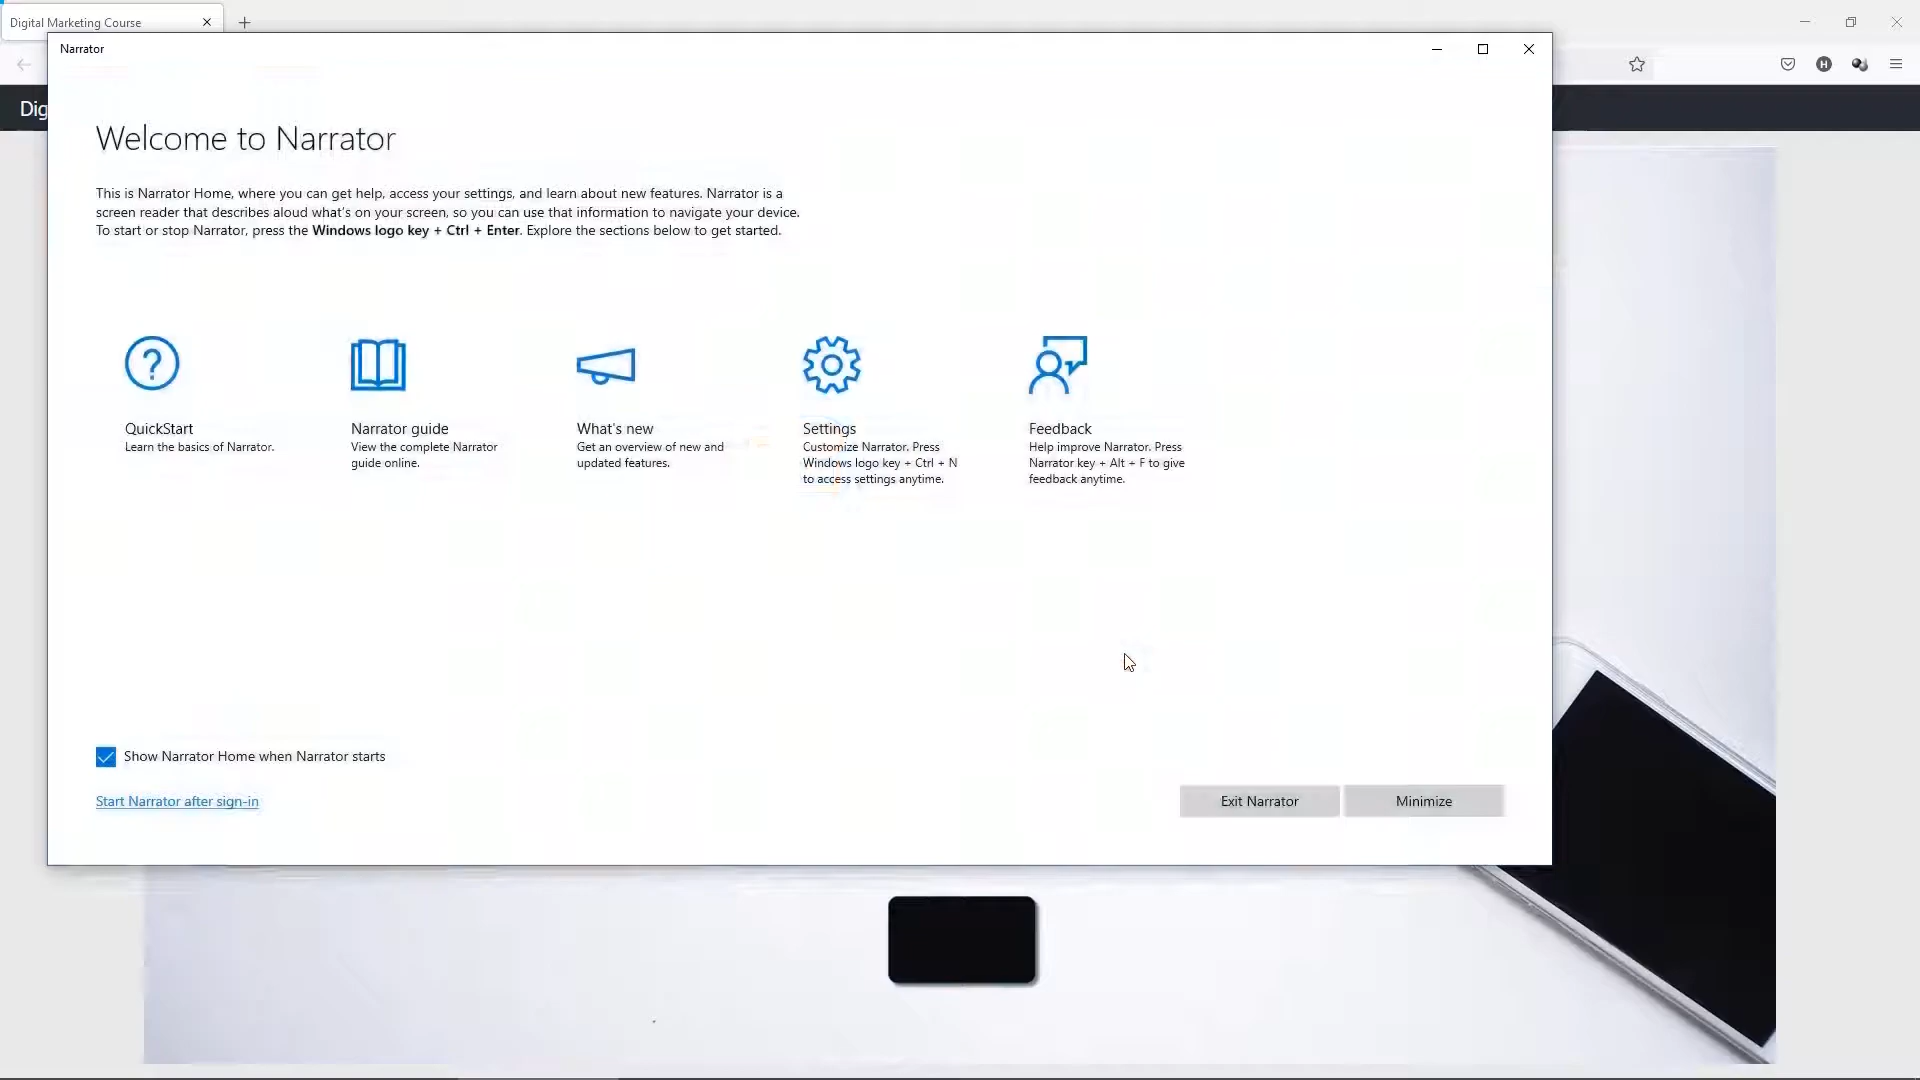 Digital Marketing Course
Narrator
H
Dig
Welcome to Narrator
This is Narrator Home, where you can get help, access your settings, and learn about new features. Narrator is a
screen reader that describes aloud what's on your screen, so you can use that information to navigate your device.
To start or stop Narrator, press the Windows logo key + Ctrl + Enter. Explore the sections below to get started.
QuickStart
Learn the basics of Narrator.
Narrator guide
View the complete Narrator
guide online.
What's new
Get an overview of new and
updated features.
Settings
Customize Narrator. Press
Windows logo key + Ctrl + N
to access settings anytime.
Feedback
Help improve Narrator. Press
Narrator key + Alt + F to give
feedback anytime.
Show Narrator Home when Narrator starts
Start Narrator after sign-in
Exit Narrator
Minimize